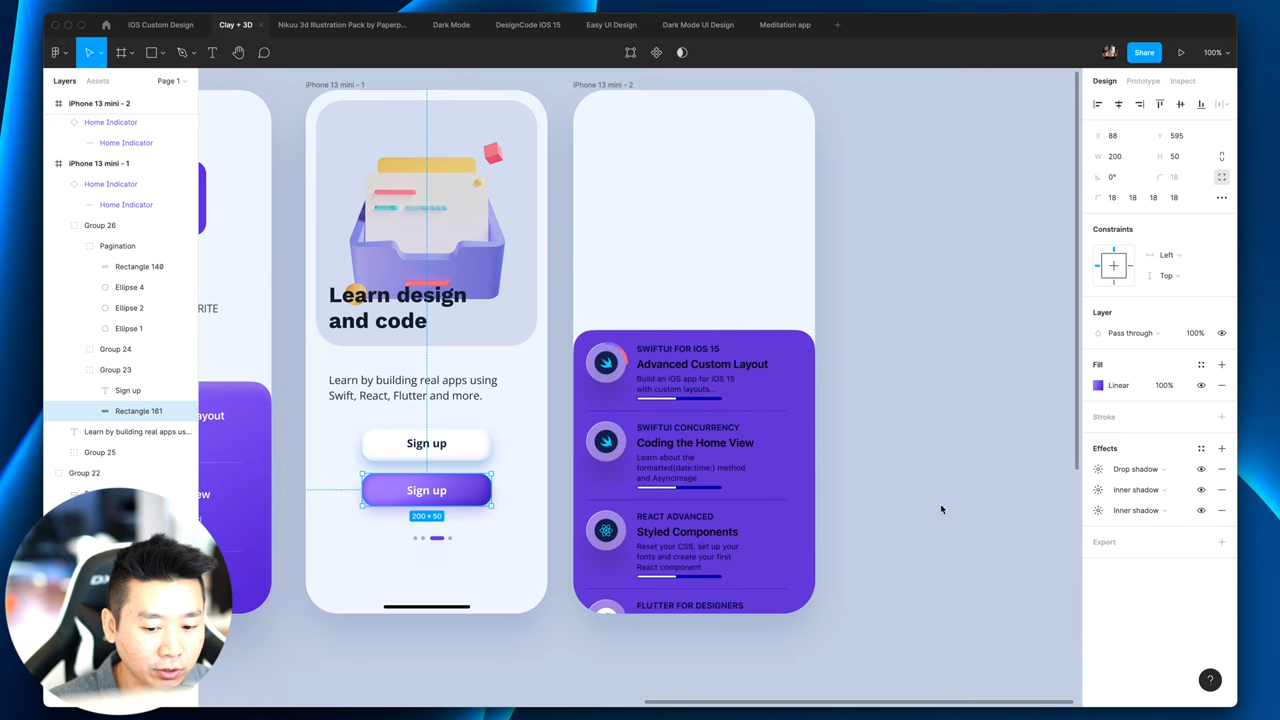 iOS Custom Design
Clay + 3D
Nikuu 3d Illustration Pack by Paperp...
Dark Mode
DesignCode iOS 15
Easy UI Design
Dark Mode UI Design
Meditation app
Share
100%
Layers
Assets
Page 1
iPhone 13 mini - 2
Home Indicator
Home Indicator
iPhone 13 mini - 1
Home Indicator
Home Indicator
Group 26
Pagination
Rectangle 140
Ellipse 4
Ellipse 2
Ellipse 1
Group 24
Group 23
Sign up
Rectangle 161
Learn by building real apps us...
Group 25
Group 22
RITE
ayout
ew
iPhone 13 mini - 1
Learn design
and code
Learn by building real apps using
Swift, React, Flutter and more.
Sign up
Sign up
200 × 50
iPhone 13 mini - 2
SWIFTUI FOR IOS 15
Advanced Custom Layout
Build an iOS app for iOS 15
with custom layouts...
SWIFTUI CONCURRENCY
Coding the Home View
Learn about the
formatted(date:time:) method
and AsyncImage
REACT ADVANCED
Styled Components
Reset your CSS, set up your
fonts and create your first
React component
FLUTTER FOR DESIGNERS
Design
Prototype
Inspect
X 88
Y 595
W 200
H 50
0°
18
18 18 18 18
Constraints
Left
Top
Layer
Pass through
100%
Fill
Linear
100%
Stroke
Effects
Drop shadow
Inner shadow
Inner shadow
Export
?